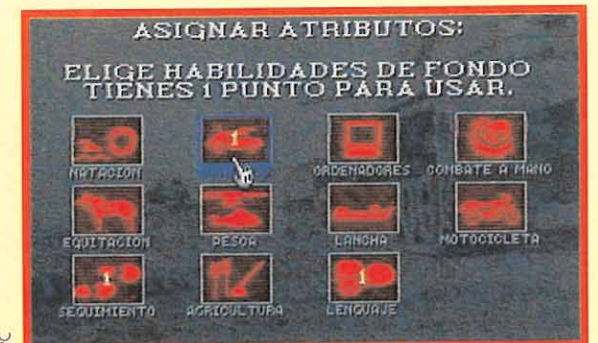 ASIGNAR ATRIBUTOS:
ELIGE HABILIDADES DE FONDO
TIENES 1 PUNTO PARA USAR.
1
NATACION
ORDENADORES
COMBATE A MANO
EQUITACION
PESCA
LANCHA
MOTOCICLETA
1
1
SEGUIMIENTO
AGRICULTURA
LENGUAJE